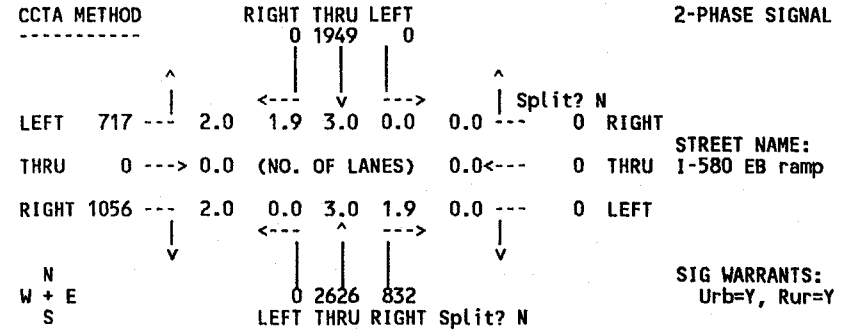 CCTA METHOD RIGHT THRU LEFT 2-PHASE SIGNAL
----------- 0 1949 0
^ ^
<--- v ---> Split? N
LEFT 717 --- 2.0 1.9 3.0 0.0 0.0 --- 0 RIGHT
STREET NAME:
THRU 0 ---> 0.0 (NO. OF LANES) 0.0<--- 0 THRU I-580 EB ramp
RIGHT 1056 --- 2.0 0.0 3.0 1.9 0.0 --- 0 LEFT
<--- ^ --->
v v
N SIG WARRANTS:
W + E 0 2626 832 Urb=Y, Rur=Y
S LEFT THRU RIGHT Split? N